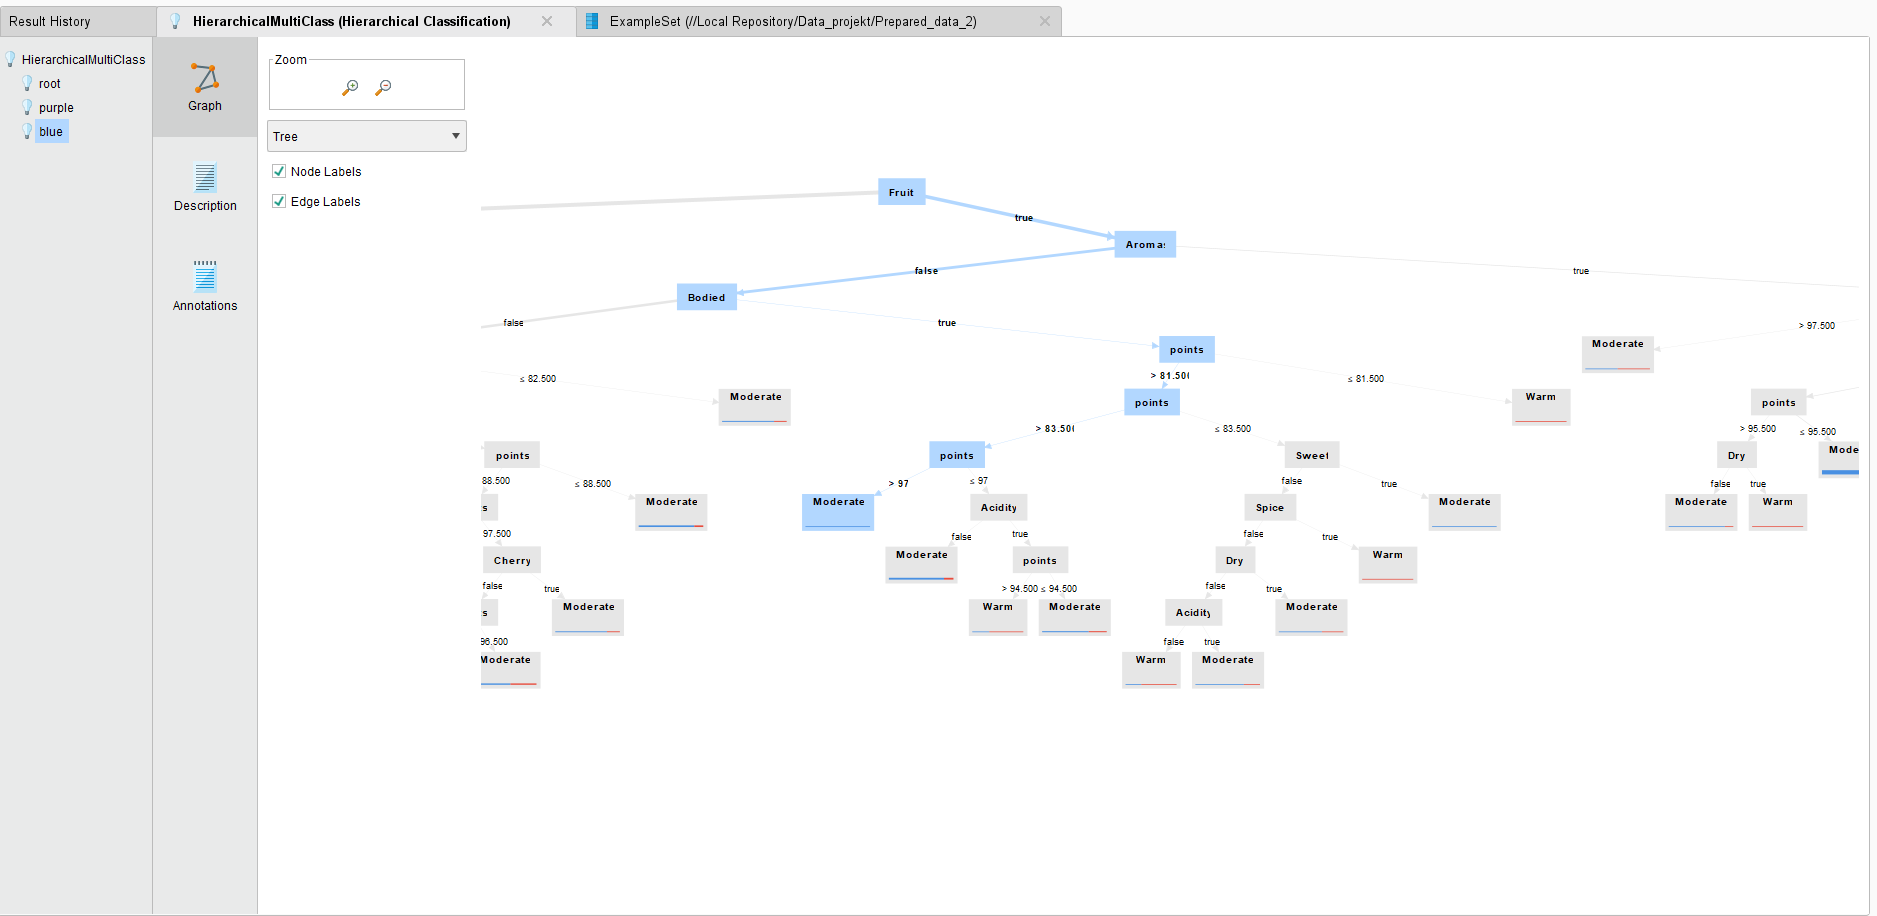 Result History
HierarchicalMultiClass (Hierarchical Classification)
ExampleSet (//Local Repository/Data_projekt/Prepared_data_2)
HierarchicalMultiClass
root
purple
blue
Graph
Description
Annotations
Zoom
Tree
Node Labels
Edge Labels
Fruit
true
Aroma
false
true
Bodied
false
true
> 97.500
points
Moderate
> 81.50
≤ 81.500
≤ 82.500
Moderate
points
Warm
points
> 83.50
≤ 83.500
> 95.500
≤ 95.500
points
points
Sweet
Dry
Mode
88.500
≤ 88.500
> 97
≤ 97
false
true
false
true
s
Moderate
Moderate
Acidity
Spice
Moderate
Moderate
Warm
97.500
false
true
false
true
Cherry
Moderate
points
Dry
Warm
false
true
> 94.500
≤ 94.500
false
true
s
Moderate
Warm
Moderate
Acidity
Moderate
96.500
false
true
Moderate
Warm
Moderate